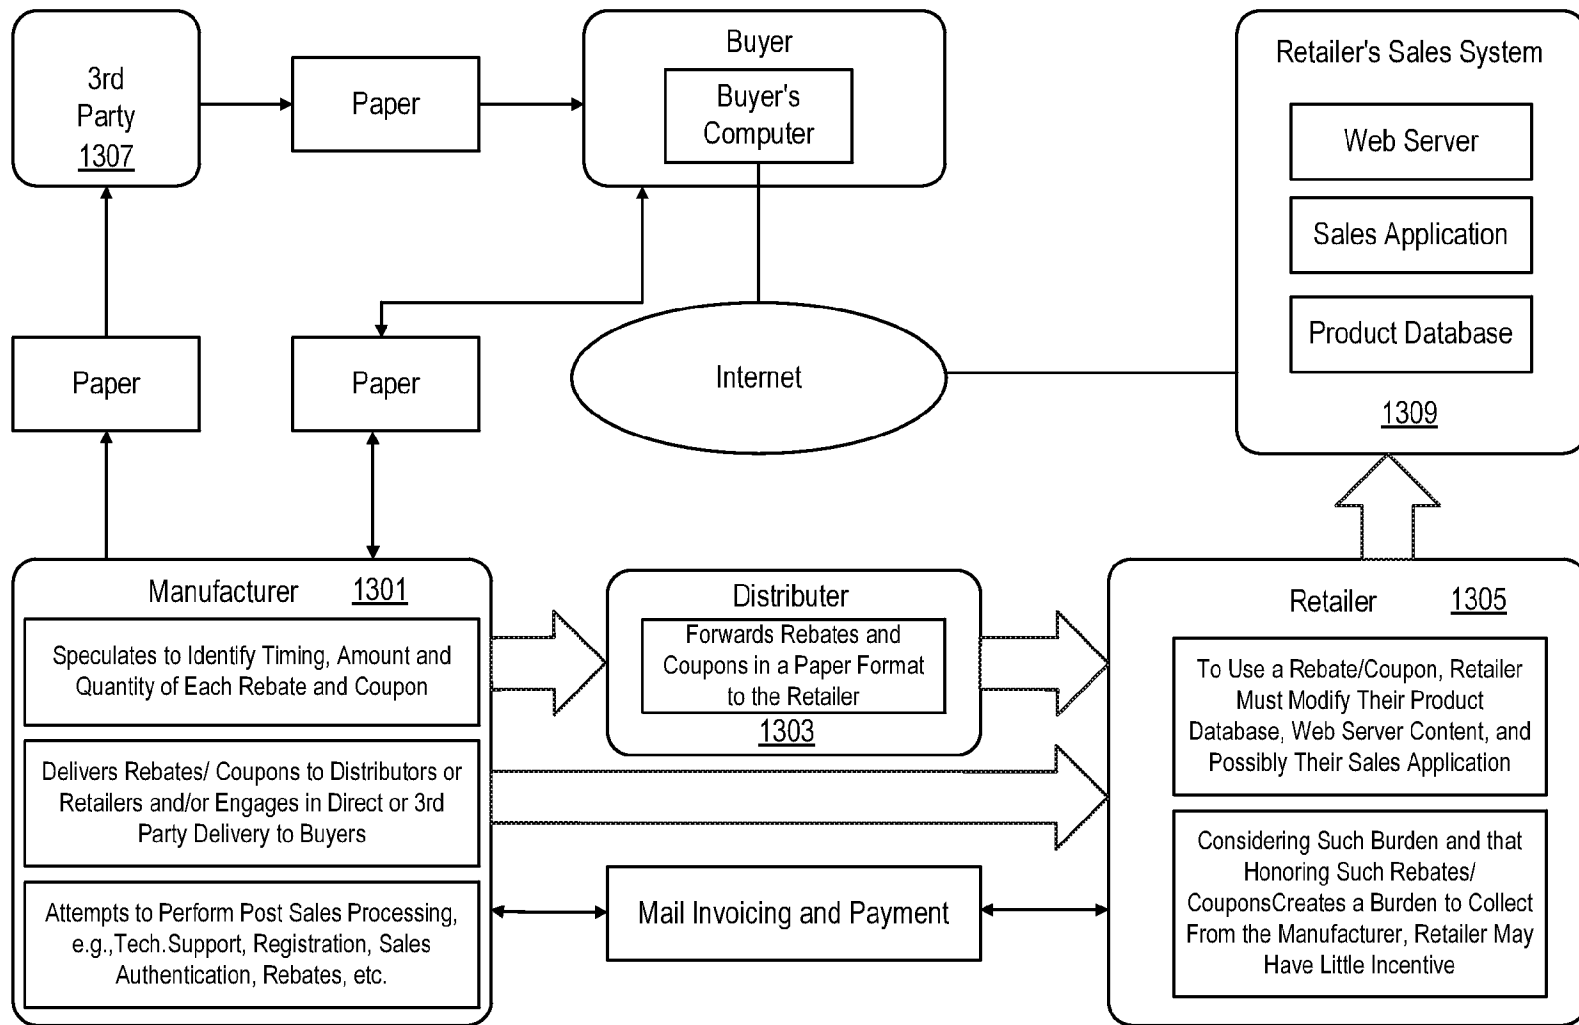 3rd
Party
1307
Paper
Buyer
Buyer's
Computer
Retailer's Sales System
Web Server
Sales Application
Product Database
1309
Paper
Paper
Internet
Manufacturer 1301
Speculates to Identify Timing, Amount and
Quantity of Each Rebate and Coupon
Delivers Rebates/ Coupons to Distributors or
Retailers and/or Engages in Direct or 3rd
Party Delivery to Buyers
Attempts to Perform Post Sales Processing,
e.g.,Tech.Support, Registration, Sales
Authentication, Rebates, etc.
Distributer
Forwards Rebates and
Coupons in a Paper Format
to the Retailer
1303
Mail Invoicing and Payment
Retailer 1305
To Use a Rebate/Coupon, Retailer
Must Modify Their Product
Database, Web Server Content, and
Possibly Their Sales Application
Considering Such Burden and that
Honoring Such Rebates/
CouponsCreates a Burden to Collect
From the Manufacturer, Retailer May
Have Little Incentive